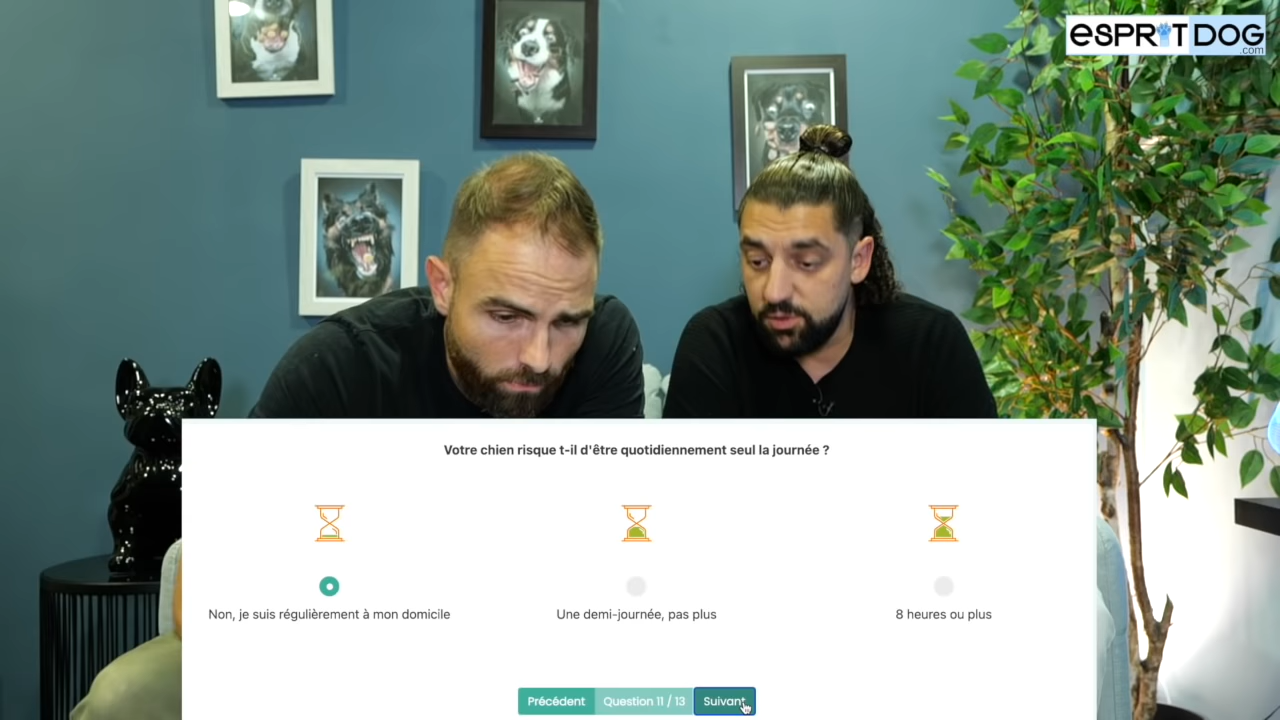 ESPRITDOG
.com
Votre chien risque t-il d'être quotidiennement seul la journée ?
Non, je suis régulièrement à mon domicile
Une demi-journée, pas plus
8 heures ou plus
Précédent
Question 11 / 13
Suivant